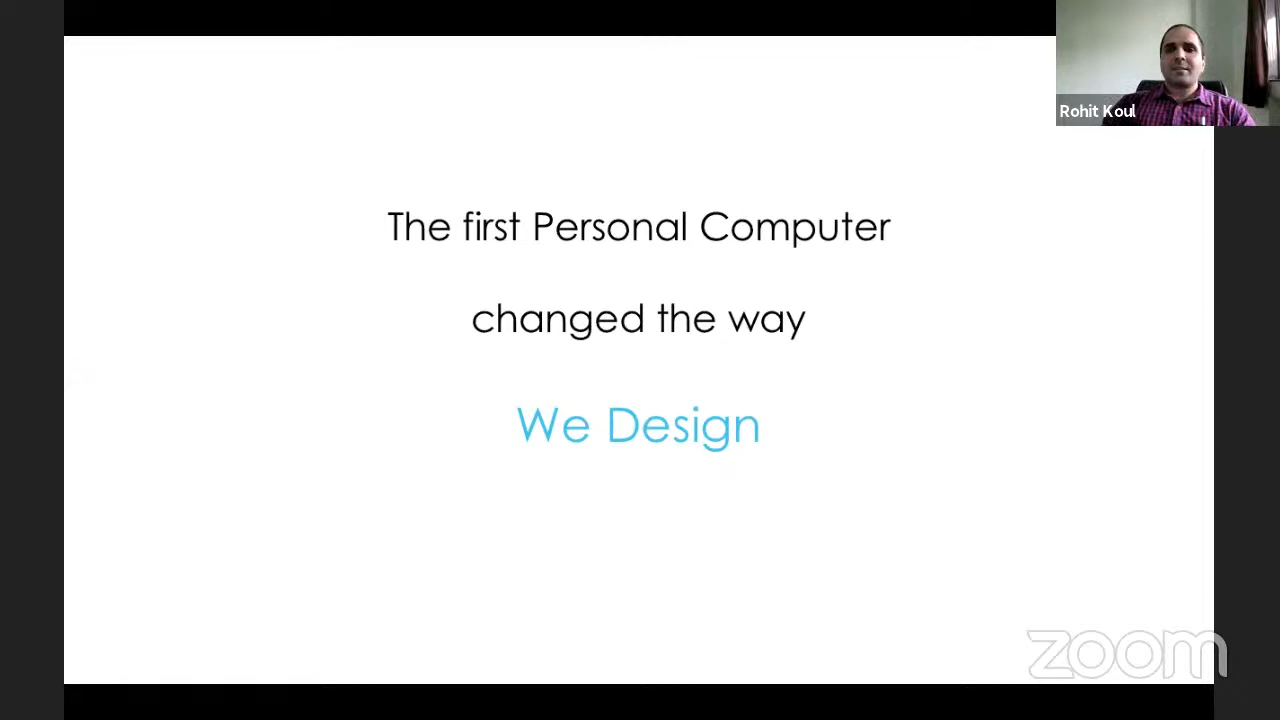 Rohit Koul
The first Personal Computer
changed the way
We Design
zoom